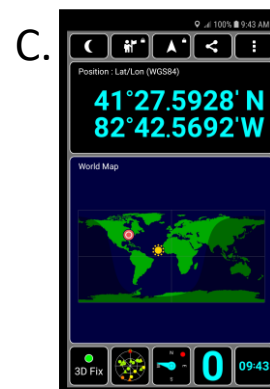 C.
100% 9:43 AM
Position : Lat/Lon (WGS84)
41°27.5928' N
82°42.5692'W
World Map
3D Fix
0
09:43